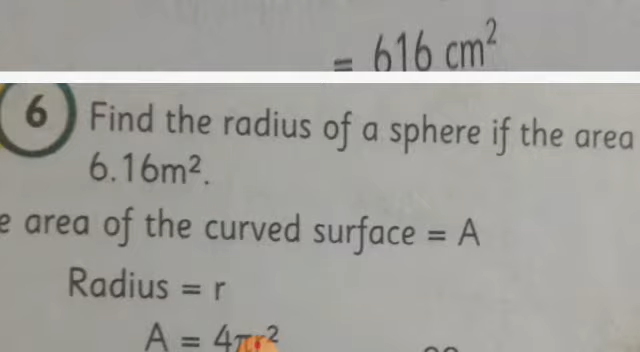 = 616 cm²
6 Find the radius of a sphere if the area
6.16m².
e area of the curved surface = A
Radius = r
A = 4πr²